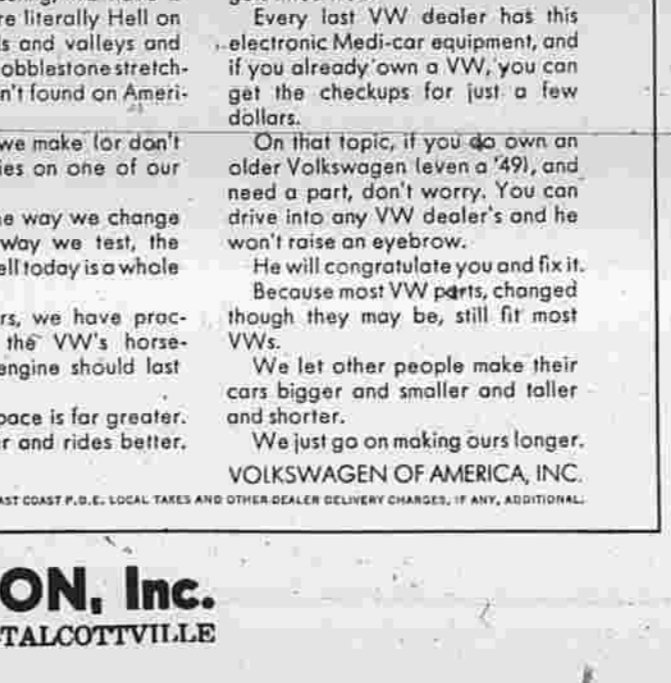 re literally Hell on
s and valleys and
obblestone stretch-
n't found on Ameri-
we make (or don't
ies on one of our
e way we change
way we test, the
ell today is a whole
rs, we have proc-
the VW's horse-
engine should last
pace is far greater.
r and rides better.
Every last VW dealer has this
electronic Medi-car equipment, and
if you already own a VW, you can
get the checkups for just a few
dollars.
On that topic, if you do own an
older Volkswagen (even a '49), and
need a part, don't worry. You can
drive into any VW dealer's and he
won't raise an eyebrow.
He will congratulate you and fix it.
Because most VW parts, changed
though they may be, still fit most
VWs.
We let other people make their
cars bigger and smaller and taller
and shorter.
We just go on making ours longer.
VOLKSWAGEN OF AMERICA, INC.
AST COAST P.O.E. LOCAL TAXES AND OTHER DEALER DELIVERY CHARGES, IF ANY, ADDITIONAL.
ON, Inc.
TALCOTTVILLE